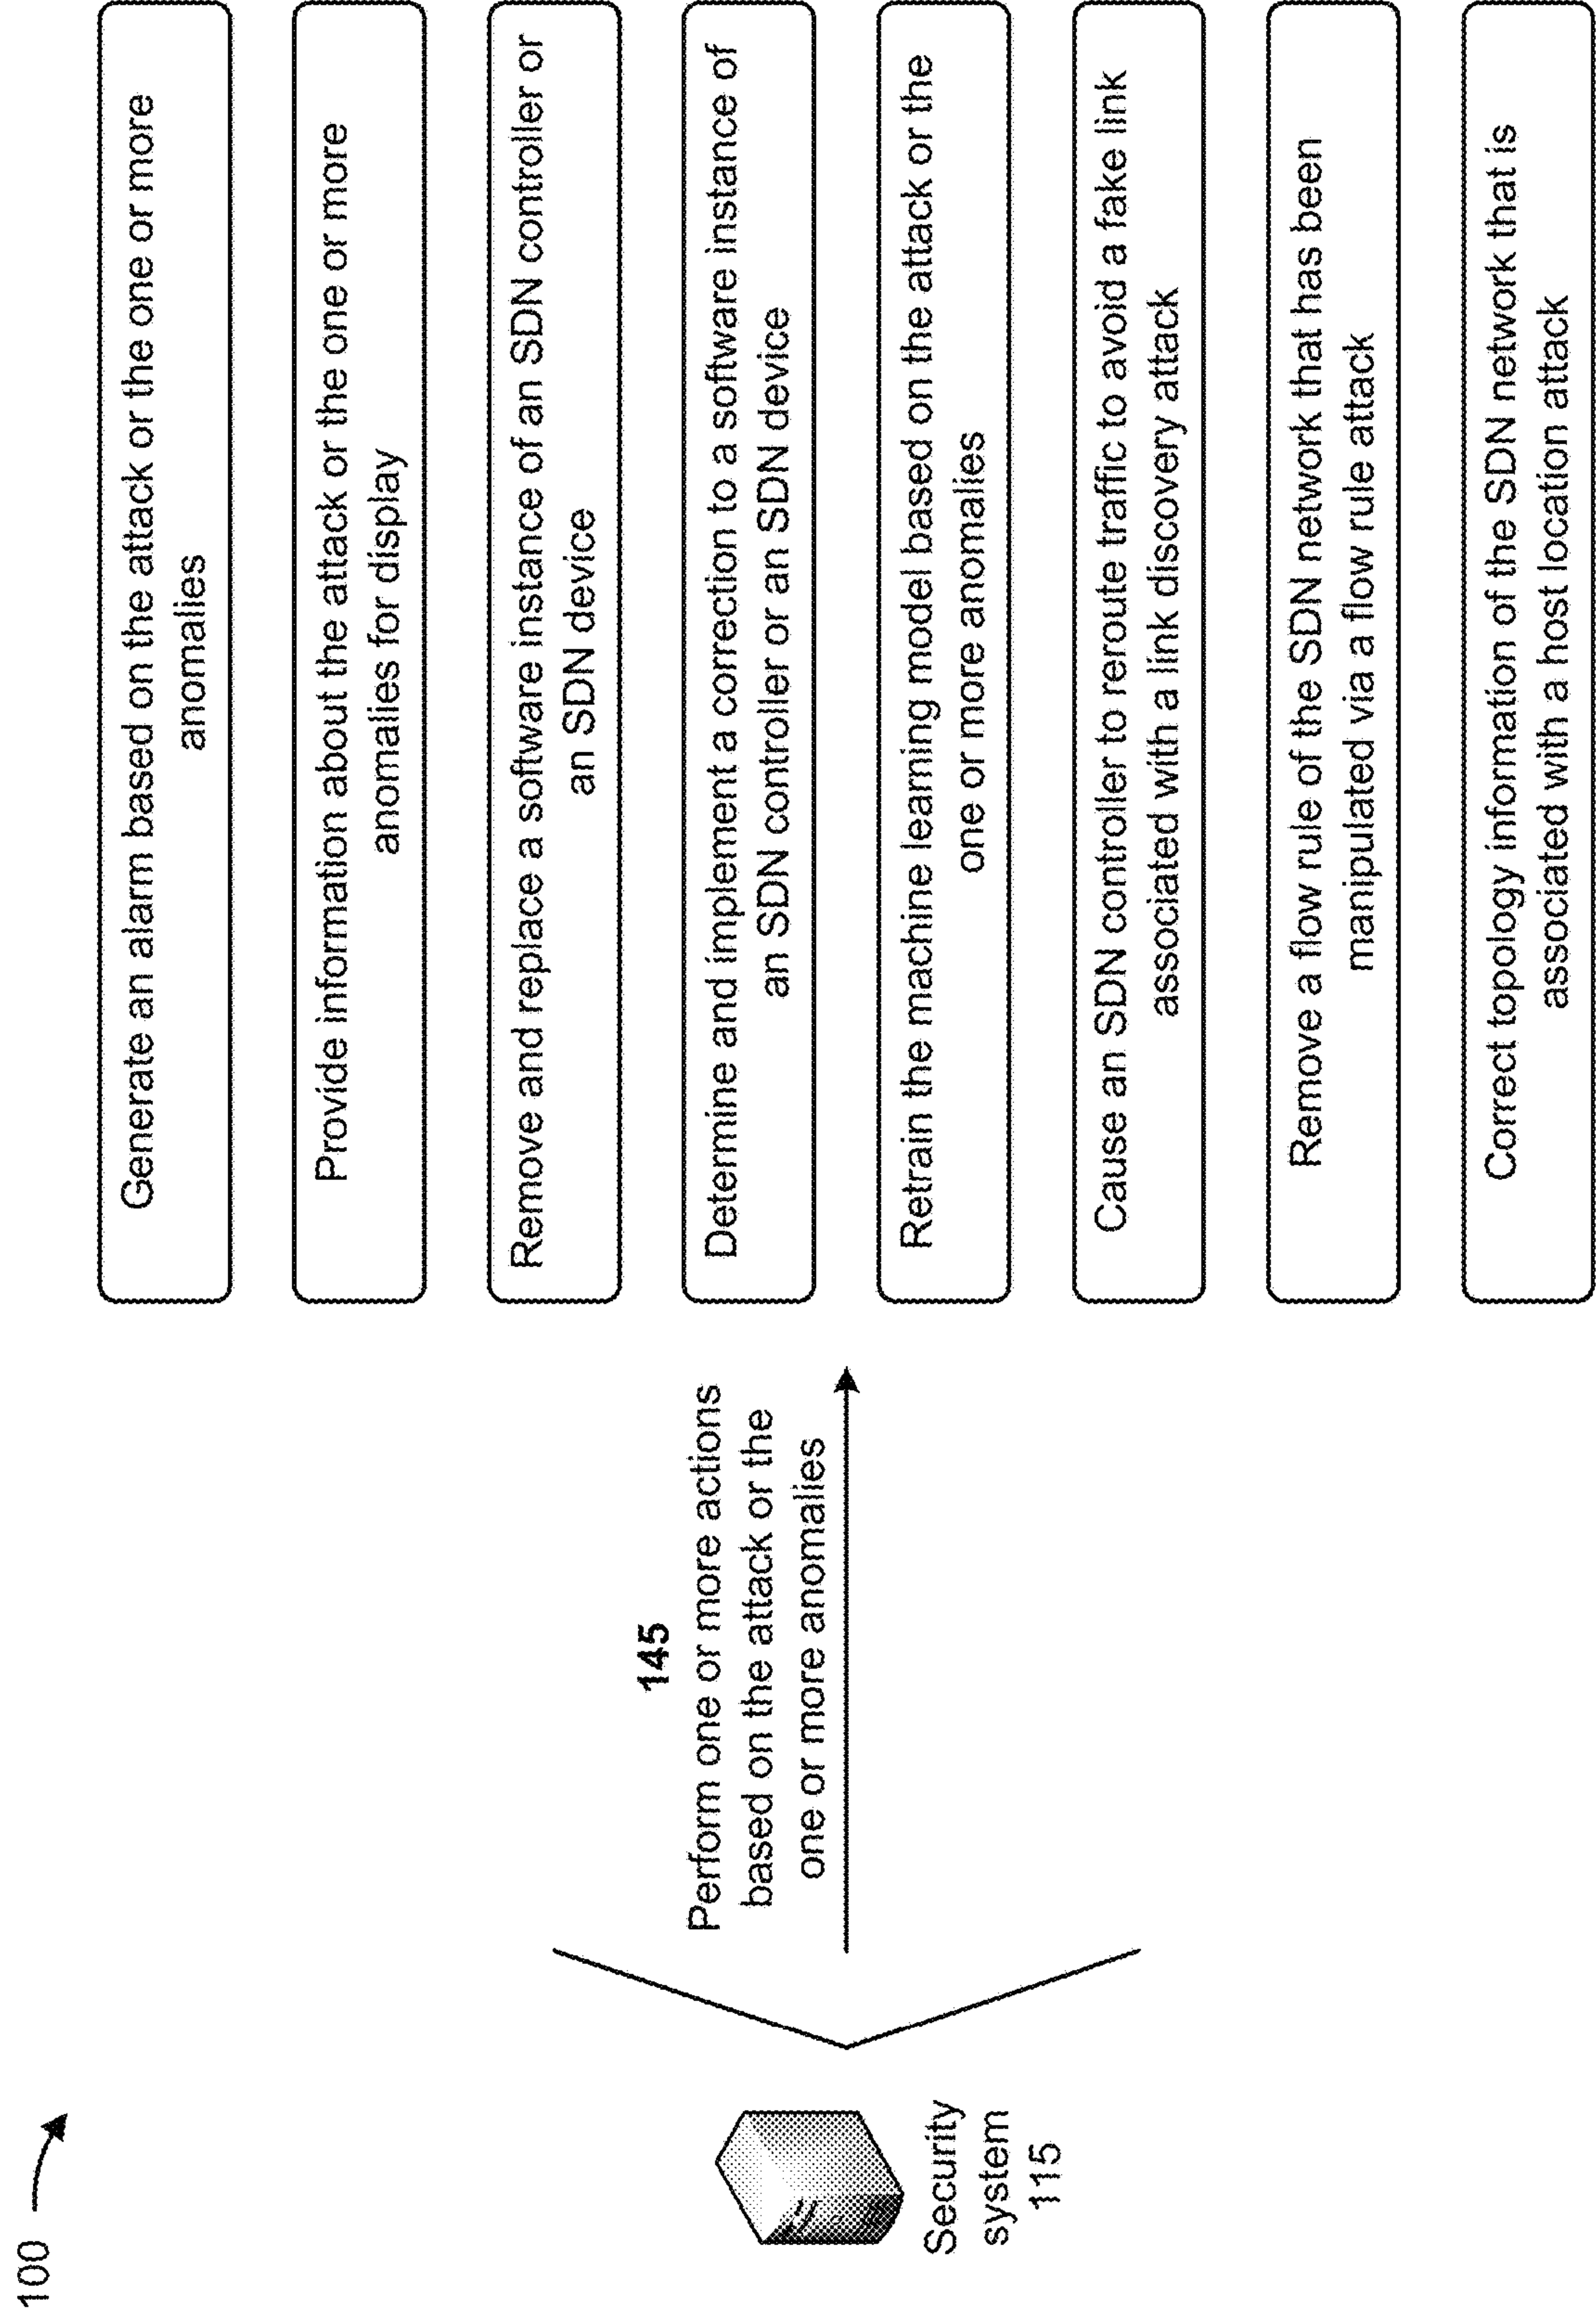 100
Security
system
115
145
Perform one or more actions
based on the attack or the
one or more anomalies
Generate an alarm based on the attack or the one or more
anomalies
Provide information about the attack or the one or more
anomalies for display
Remove and replace a software instance of an SDN controller or
an SDN device
Determine and implement a correction to a software instance of
an SDN controller or an SDN device
Retrain the machine learning model based on the attack or the
one or more anomalies
Cause an SDN controller to reroute traffic to avoid a fake link
associated with a link discovery attack
Remove a flow rule of the SDN network that has been
manipulated via a flow rule attack
Correct topology information of the SDN network that is
associated with a host location attack